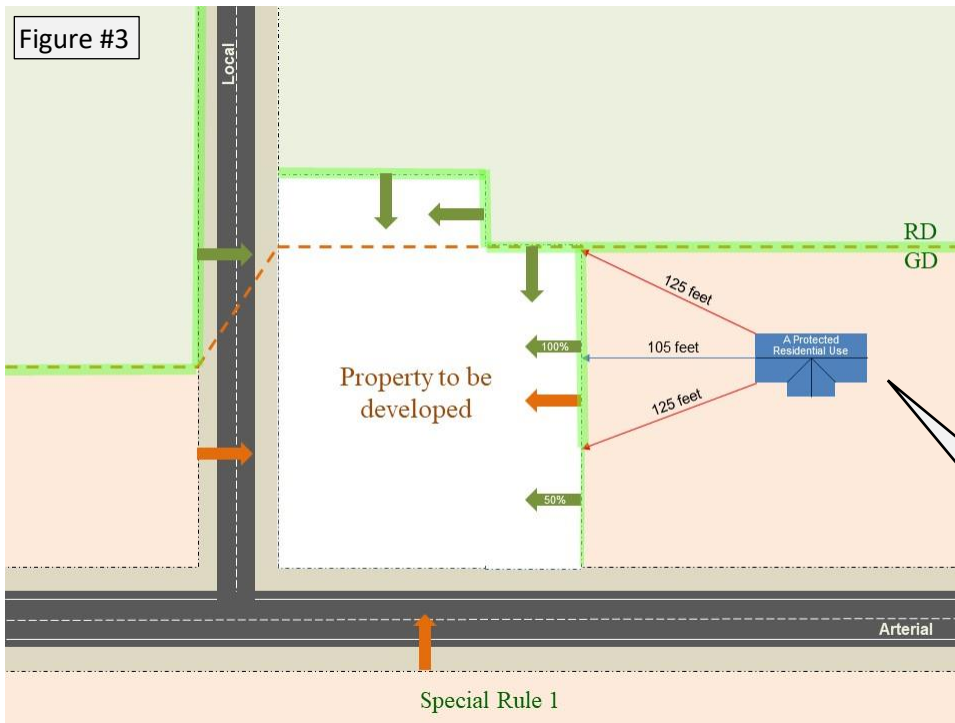 Figure #3
Local
RD
GD
125 feet
A Protected
Residential Use
100%
105 feet
Property to be
developed
125 feet
50%
Arterial
Special Rule 1